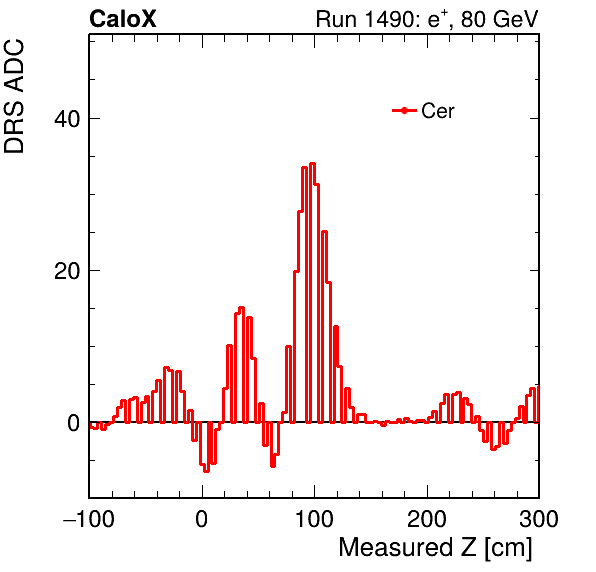 CaloX Run 1490: e⁺, 80 GeV
DRS ADC
Cer
40
20
0
−100 0 100 200 300
Measured Z [cm]